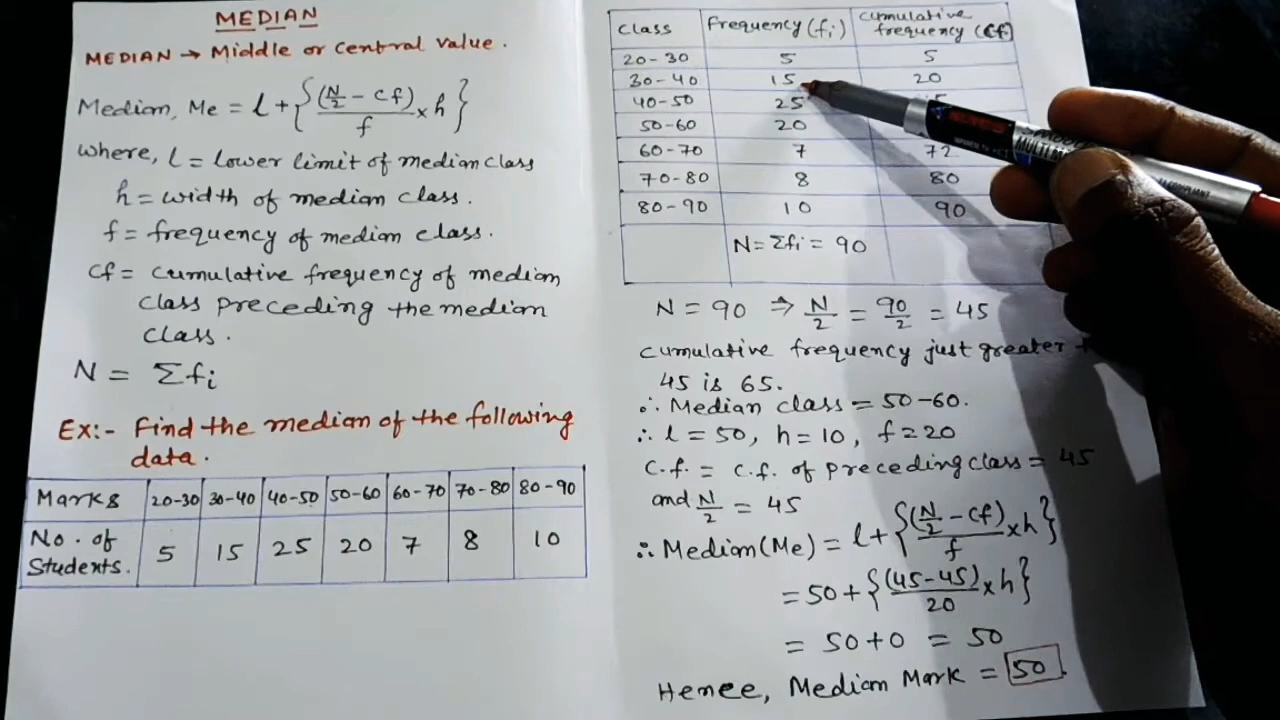 MEDIAN
MEDIAN → Middle or central value.
Median, Me = l + { (N/2 - cf)/f × h }
where, l = lower limit of median class
h = width of median class.
f = frequency of median class.
Cf = cumulative frequency of median
class preceding the median
class.
N = Σfi
Ex:- Find the median of the following
data.
Marks 20-30 30-40 40-50 50-60 60-70 70-80 80-90
No. of
Students. 5 15 25 20 7 8 10
Class Frequency (fi) Cumulative
frequency (Cf)
20-30 5 5
30-40 15 20
40-50 25
50-60 20
60-70 7 72
70-80 8 80
80-90 10 90
N = Σfi = 90
N = 90 ⇒ N/2 = 90/2 = 45
Cumulative frequency just greater
45 is 65.
∴ Median class = 50-60.
∴ l = 50, h = 10, f = 20
C.f. = C.f. of preceding class = 45
and N/2 = 45
∴ Median (Me) = l + { (N/2 - cf)/f × h }
= 50 + { (45-45)/20 × h }
= 50 + 0 = 50
Hence, Median Mark = 50.
MULTI MA